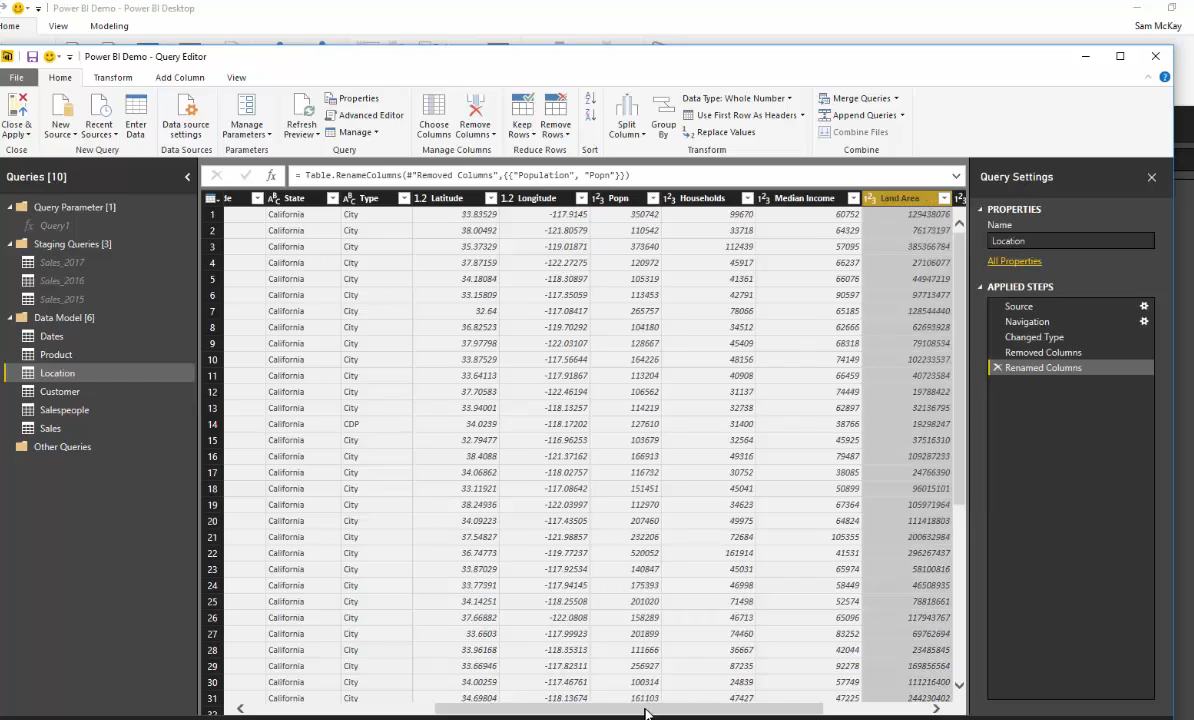 Power BI Demo - Power BI Desktop
Home View Modeling Sam McKay
Power BI Demo - Query Editor
File Home Transform Add Column View
Close & Apply New Source Recent Sources Enter Data Data source settings Manage Parameters Refresh Preview Properties Advanced Editor Manage Choose Columns Remove Columns Keep Rows Remove Rows Split Column Group By Data Type: Whole Number Use First Row As Headers Replace Values Merge Queries Append Queries Combine Files
Close New Query Data Sources Parameters Query Manage Columns Reduce Rows Sort Transform Combine
Queries [10]
Query Parameter [1]
Query1
Staging Queries [3]
Sales_2017
Sales_2016
Sales_2015
Data Model [6]
Dates
Product
Location
Customer
Salespeople
Sales
Other Queries
fx = Table.RenameColumns(#"Removed Columns",{{"Population", "Popn"}})
de State Type 1.2 Latitude 1.2 Longitude Popn Households Median Income Land Area
1 California City 33.83529 -117.9145 350742 99670 60752 129438076
2 California City 38.00492 -121.80579 110542 33718 64329 76173197
3 California City 35.37329 -119.01871 373640 112439 57095 385366784
4 California City 37.87159 -122.27275 120972 45917 66237 27106077
5 California City 34.18084 -118.30897 105319 41361 66076 44947219
6 California City 33.15809 -117.35059 113453 42791 90597 97713477
7 California City 32.64 -117.08417 265757 78066 65185 128544440
8 California City 36.82523 -119.70292 104180 34512 62666 62693928
9 California City 37.97798 -122.03107 128667 45409 68318 79108534
10 California City 33.87529 -117.56644 164226 48156 74149 102233537
11 California City 33.64113 -117.91867 113204 40908 66459 40723584
12 California City 37.70583 -122.46194 106562 31137 74449 19788422
13 California City 33.94001 -118.13257 114219 32738 62897 32136795
14 California CDP 34.0239 -118.17202 127610 31400 38766 19298247
15 California City 32.79477 -116.96253 103679 32564 45925 37516310
16 California City 38.4088 -121.37162 166913 49316 79487 109287233
17 California City 34.06862 -118.02757 116732 30752 38085 24766390
18 California City 33.11921 -117.08642 151451 45041 50899 96015101
19 California City 38.24936 -122.03997 112970 34623 67364 105971964
20 California City 34.09223 -117.43505 207460 49975 64824 111418803
21 California City 37.54827 -121.98857 232206 72684 105355 200632984
22 California City 36.74773 -119.77237 520052 161914 41531 296267437
23 California City 33.87029 -117.92534 140847 45031 65974 58100816
24 California City 33.77391 -117.94145 175393 46998 58449 46508935
25 California City 34.14251 -118.25508 201020 71498 52574 78818661
26 California City 37.66882 -122.0808 158289 46713 65096 117943767
27 California City 33.6603 -117.99923 201899 74460 83252 69762694
28 California City 33.96168 -118.35313 111666 36667 42044 23485845
29 California City 33.66946 -117.82311 256927 87235 92278 169856564
30 California City 34.00259 -117.46761 100314 24839 57749 111216400
31 California City 34.69804 -118.13674 161103 47427 47225 244230402
Query Settings
PROPERTIES
Name
Location
All Properties
APPLIED STEPS
Source
Navigation
Changed Type
Removed Columns
Renamed Columns